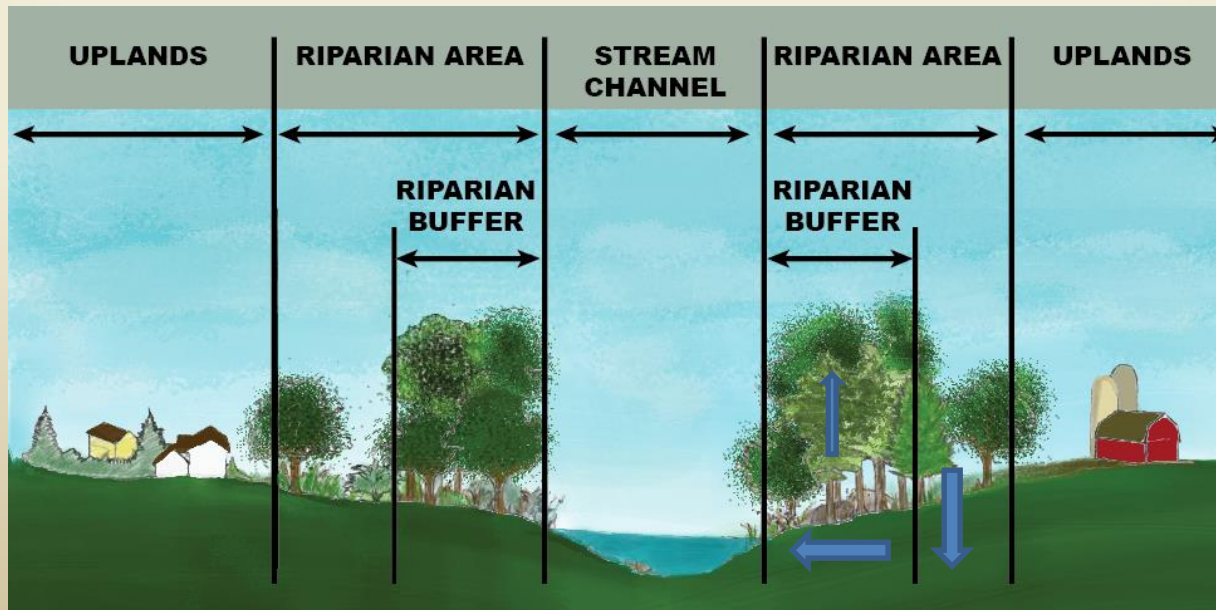 UPLANDS
RIPARIAN AREA
STREAM
CHANNEL
RIPARIAN AREA
UPLANDS
RIPARIAN
BUFFER
RIPARIAN
BUFFER